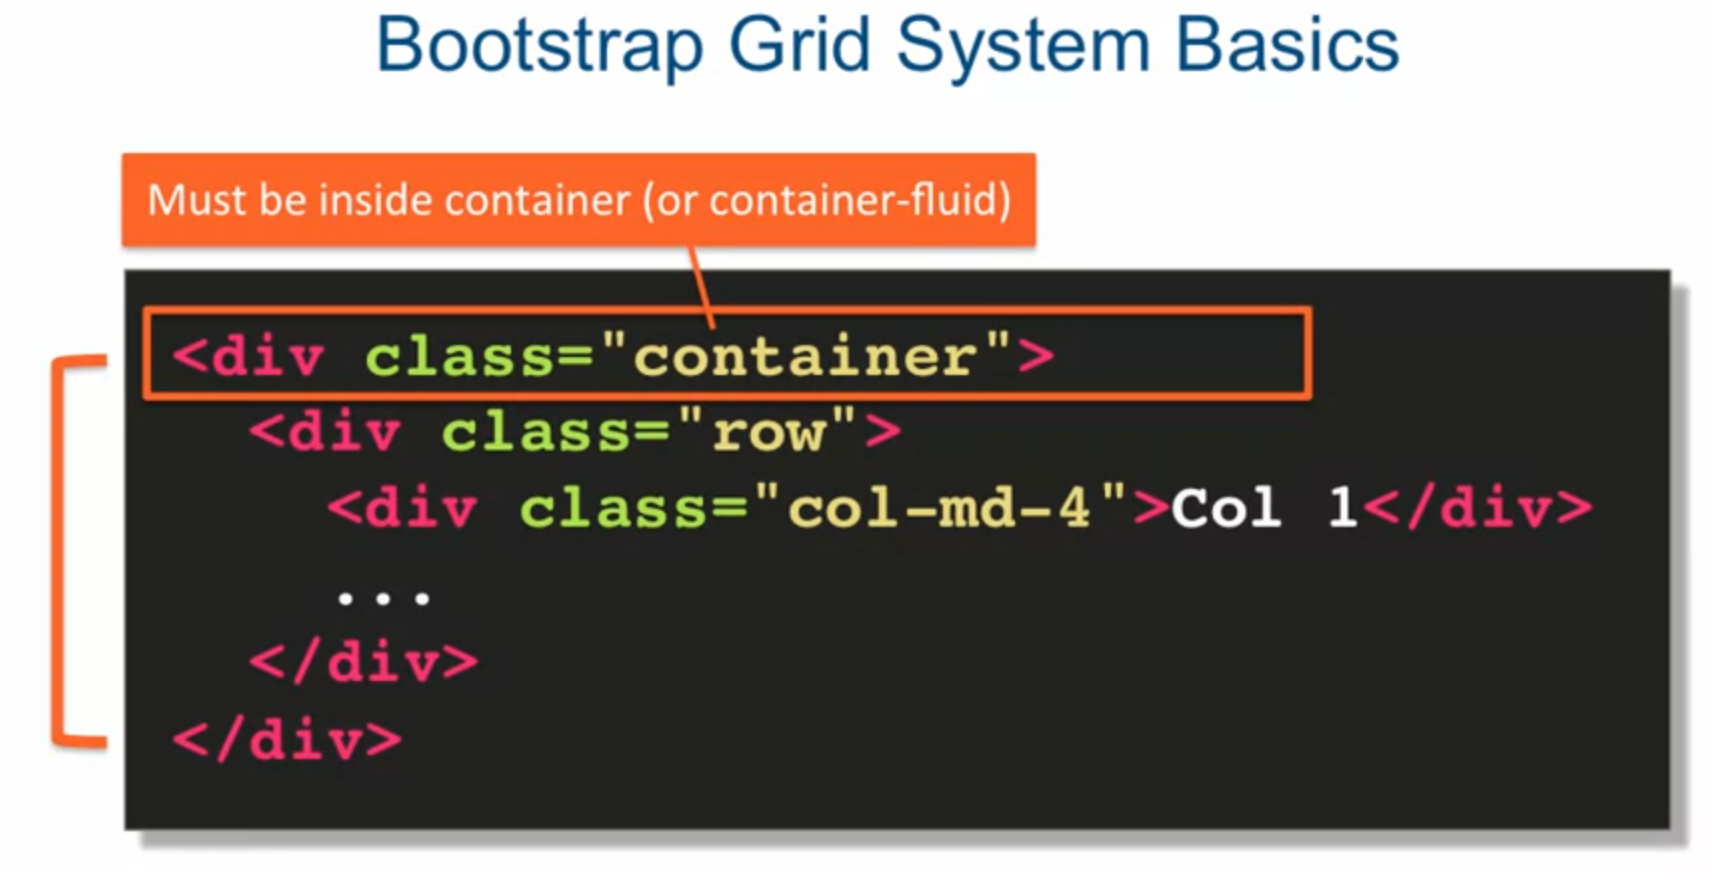 Bootstrap Grid System Basics
Must be inside container (or container-fluid)
<div class="container">
<div class="row">
<div class="col-md-4">Col 1</div>
...
</div>
</div>